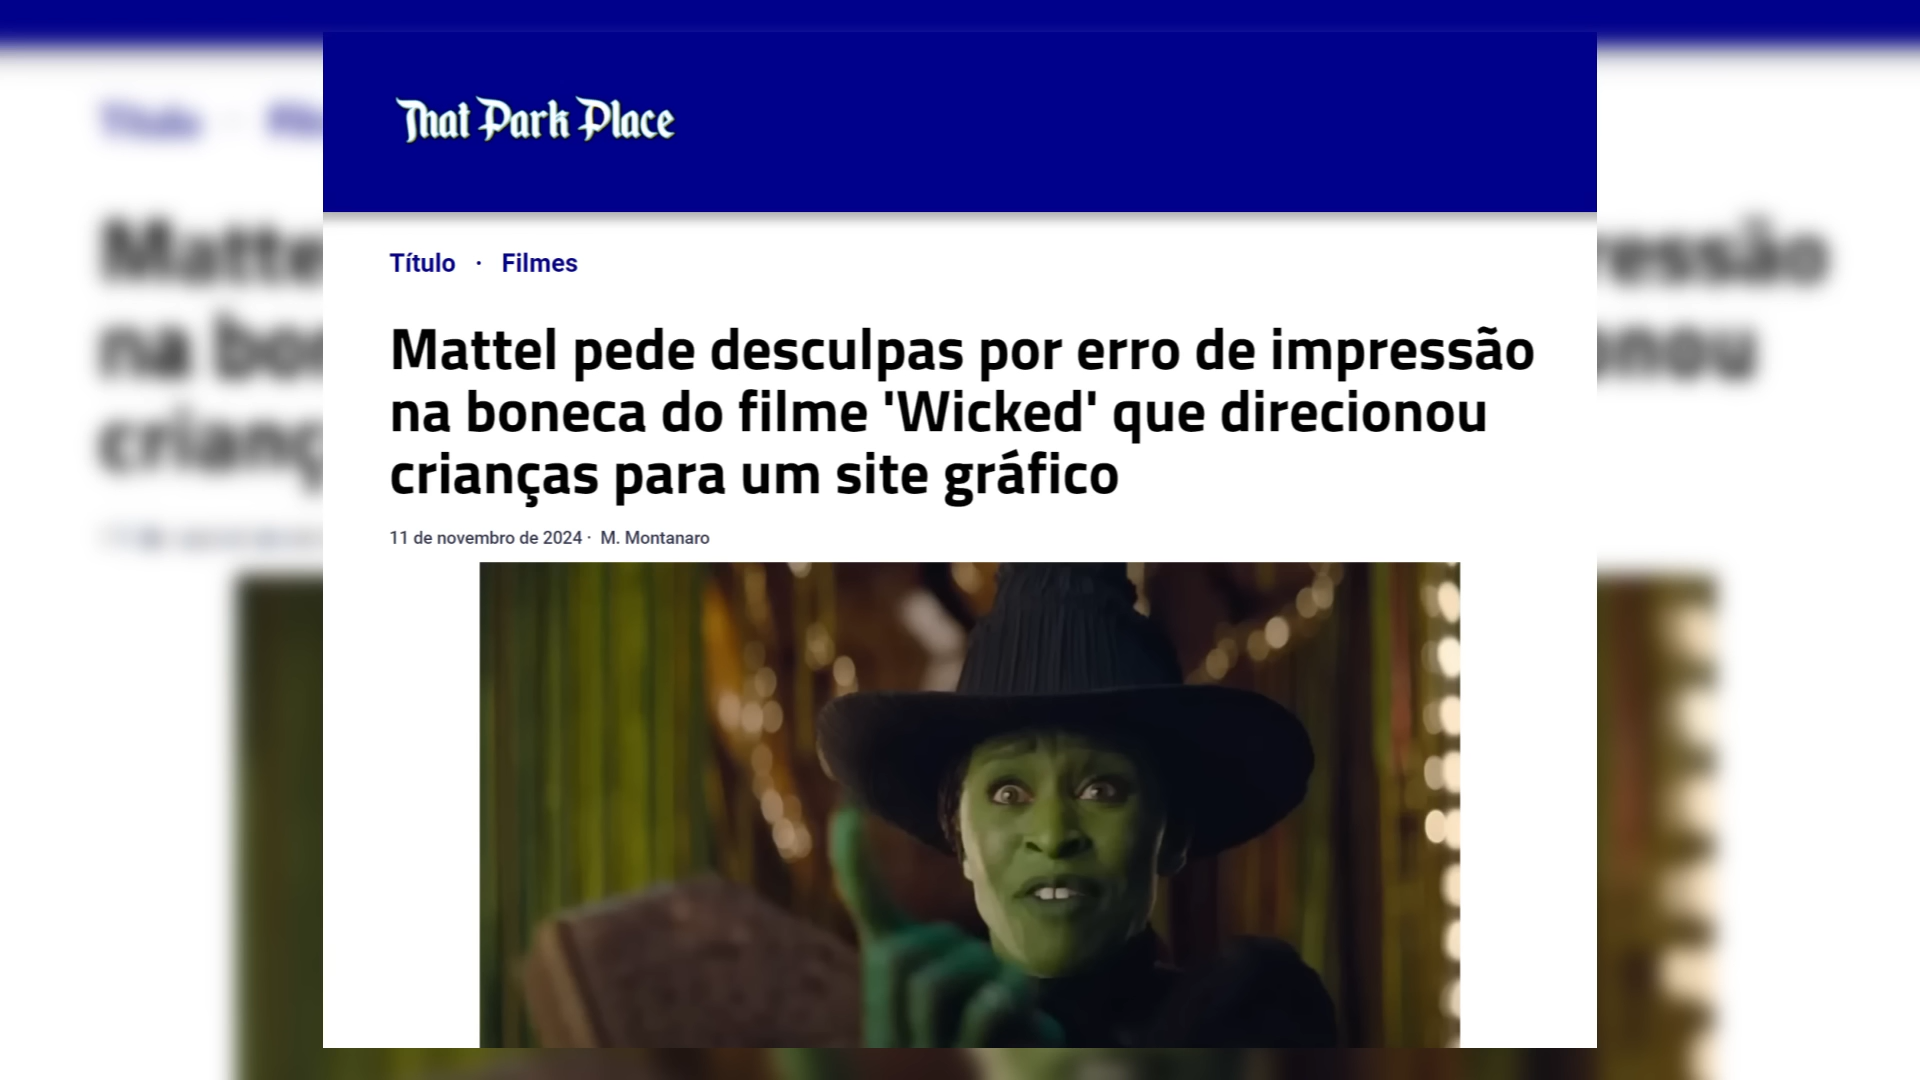 That Park Place
Título · Filmes
Mattel pede desculpas por erro de impressão
na boneca do filme 'Wicked' que direcionou
crianças para um site gráfico
11 de novembro de 2024 · M. Montanaro